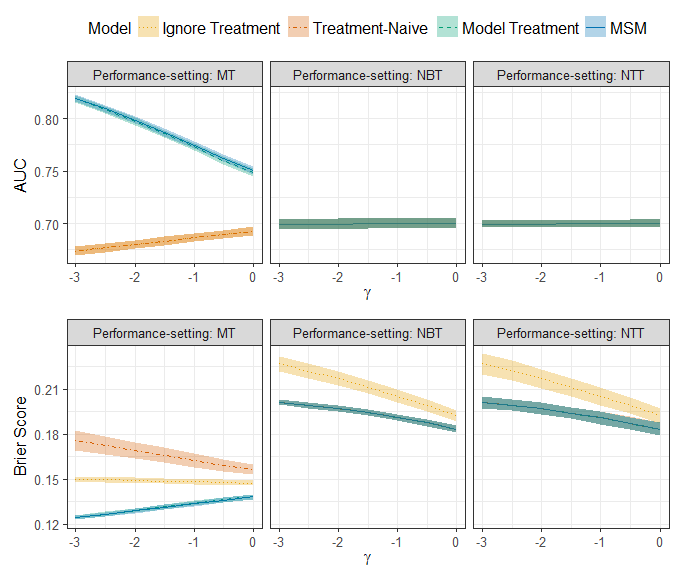 Model Ignore Treatment Treatment-Naive Model Treatment MSM
Performance-setting: MT Performance-setting: NBT Performance-setting: NTT
AUC
0.80
0.75
0.70
-3 -2 -1 0 -3 -2 -1 0 -3 -2 -1 0
γ
Performance-setting: MT Performance-setting: NBT Performance-setting: NTT
Brier Score
0.21
0.18
0.15
0.12
-3 -2 -1 0 -3 -2 -1 0 -3 -2 -1 0
γ